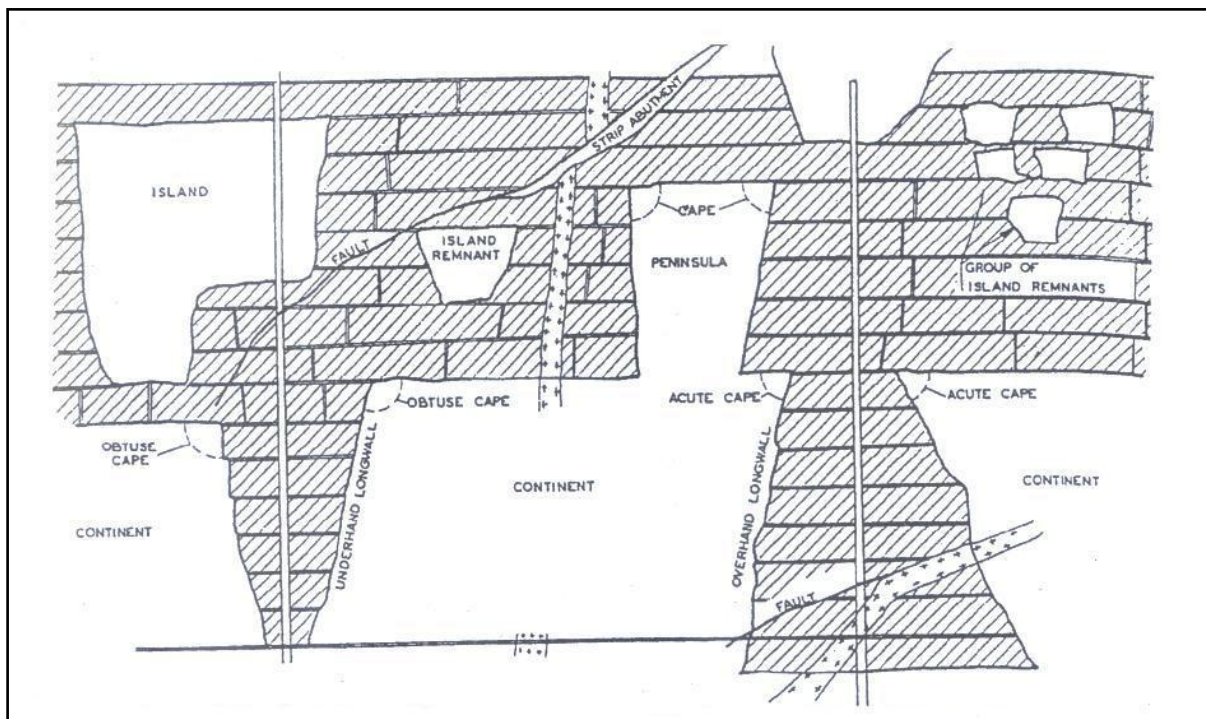 STRIP ABUTMENT
ISLAND
CAPE
FAULT
ISLAND
REMNANT
PENINSULA
GROUP OF
ISLAND REMNANTS
OBTUSE CAPE
ACUTE CAPE
ACUTE CAPE
OBTUSE
CAPE
UNDERHAND LONGWALL
CONTINENT
OVERHAND LONGWALL
CONTINENT
CONTINENT
FAULT